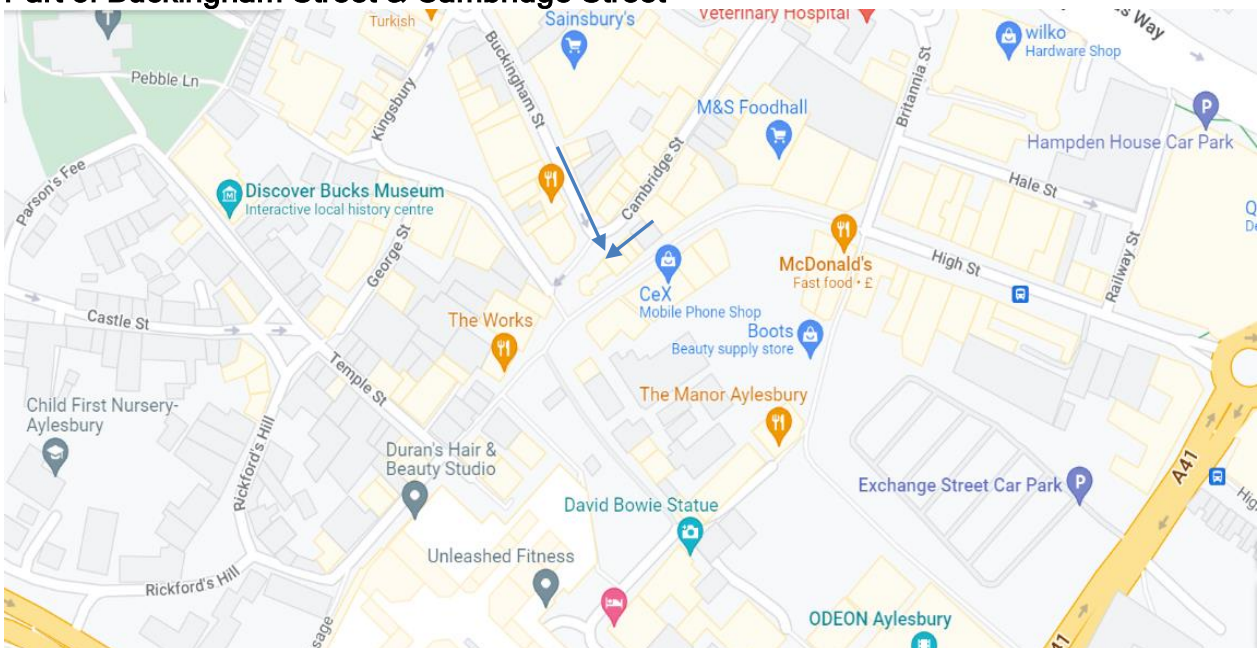 Part of Buckingham Street & Cambridge Street
Turkish
Sainsbury's
Veterinary Hospital
Way
wilko
Hardware Shop
Pebble Ln
Kingsbury
Buckingham St
Britannia St
M&S Foodhall
P
Hampden House Car Park
Parson's Fee
Discover Bucks Museum
Interactive local history centre
Cambridge St
Hale St
George St
McDonald's
Fast food • £
High St
Railway St
CeX
Mobile Phone Shop
Castle St
The Works
Boots
Beauty supply store
Temple St
The Manor Aylesbury
Child First Nursery-
Aylesbury
Rickford's Hill
Duran's Hair &
Beauty Studio
Exchange Street Car Park
P
A41
David Bowie Statue
Unleashed Fitness
Rickford's Hill
ODEON Aylesbury